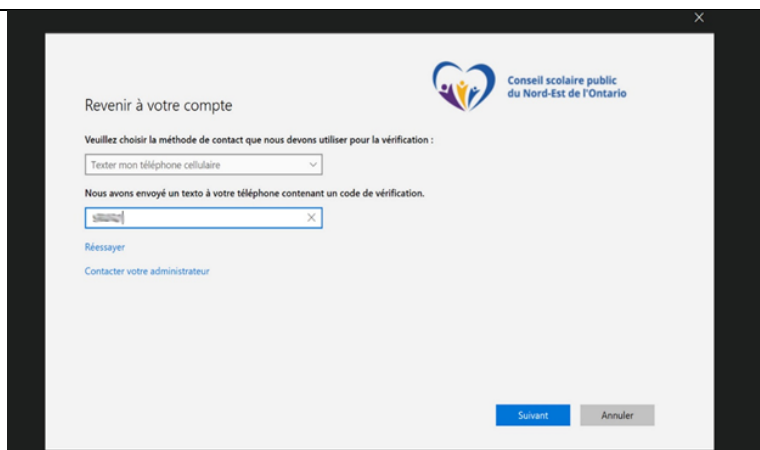 Conseil scolaire public
du Nord-Est de l'Ontario
Revenir à votre compte
Veuillez choisir la méthode de contact que nous devons utiliser pour la vérification :
Texter mon téléphone cellulaire
Nous avons envoyé un texto à votre téléphone contenant un code de vérification.
Réessayer
Contacter votre administrateur
Suivant
Annuler